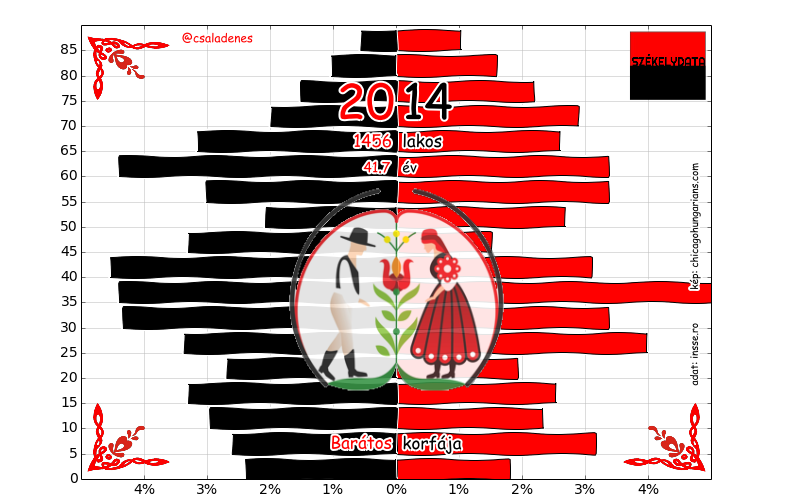 @csaladenes
SZÉKELYDATA
2014
1456 lakos
41.7 év
85
80
75
70
65
60
55
50
45
40
35
30
25
20
15
10
5
0
kép: chicagohungarians.com
adat: insse.ro
Barátos korfája
4% 3% 2% 1% 0% 1% 2% 3% 4%